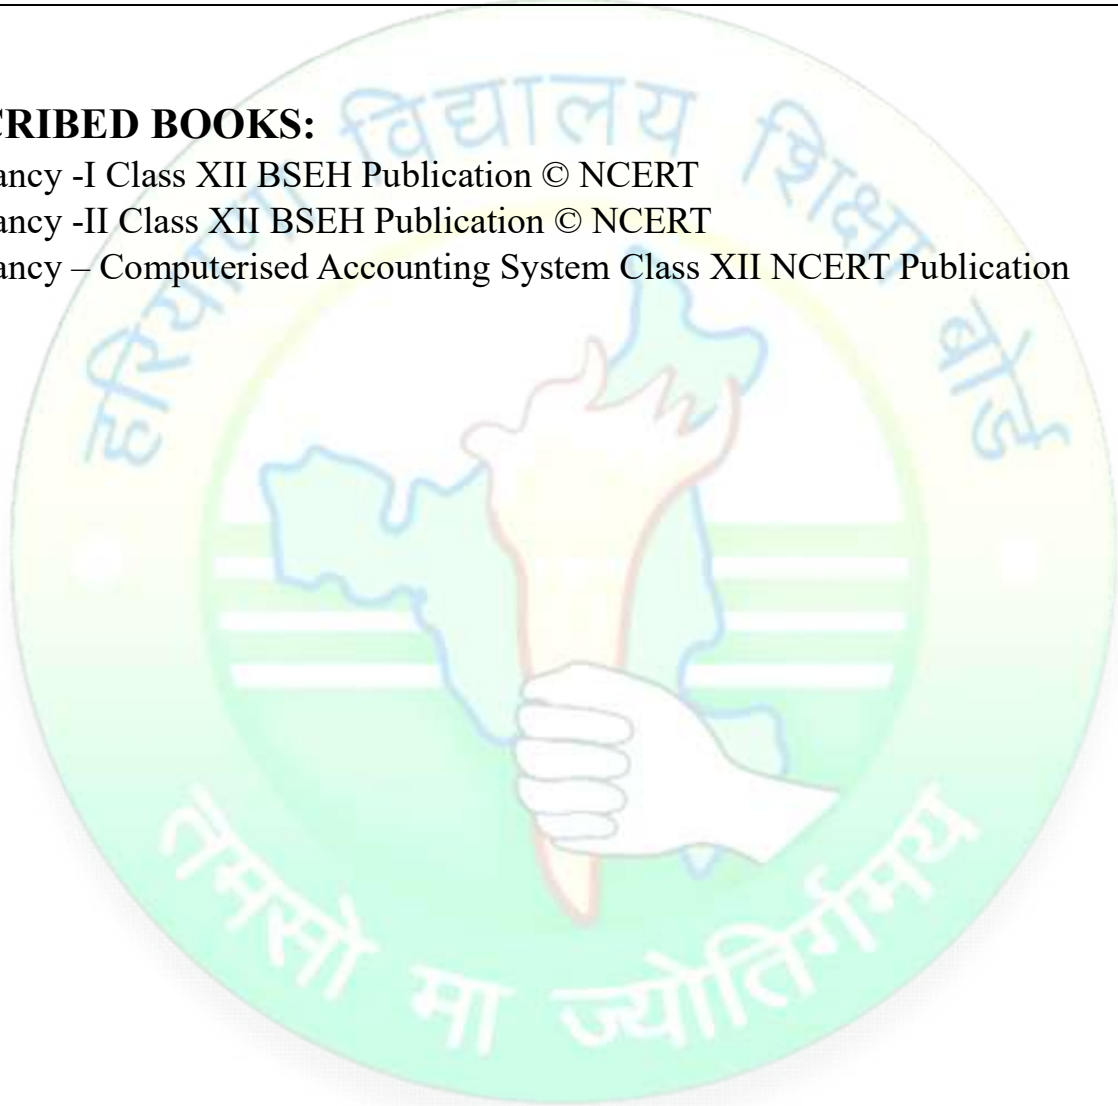 CRIBED BOOKS:
ancy -I Class XII BSEH Publication © NCERT
ancy -II Class XII BSEH Publication © NCERT
ancy – Computerised Accounting System Class XII NCERT Publication
हरियाणा विद्यालय शिक्षा बोर्ड
तमसो मा ज्योतिर्गमय